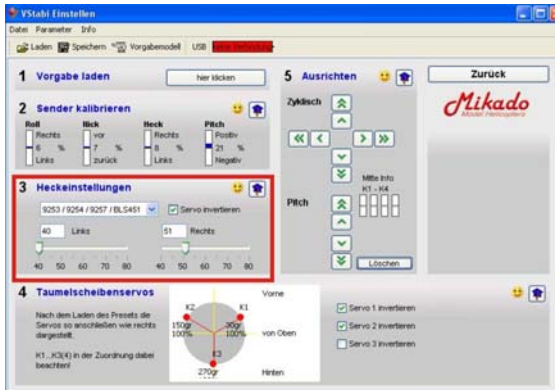 VStabi Einstellen
Datei Parameter Info
Laden Speichern Vorgabemodell USB keine Verbindung
1 Vorgabe laden
hier klicken
2 Sender kalibrieren
Roll Nick Heck Pitch
Rechts vor Rechts Positiv
6 % 7 % 8 % 21 %
Links zurück Links Negativ
3 Heckeinstellungen
9253 / 9254 / 9257 / BLS451 Servo invertieren
40 Links 51 Rechts
40 50 60 70 80 40 50 60 70 80
5 Ausrichten
Zyklisch
Mitte Info
K1 - K4
Pitch
Löschen
Zurück
Mikado
Model Helicopters
4 Taumelscheibenservos
Nach dem Laden des Presets die
Servos so anschließen wie rechts
dargestellt.
K1...K3(4) in der Zuordnung dabei
beachten!
Vorne
K2 K1
150gr 30gr
100% 100%
von Oben
K3
270gr
Hinten
Servo 1 invertieren
Servo 2 invertieren
Servo 3 invertieren